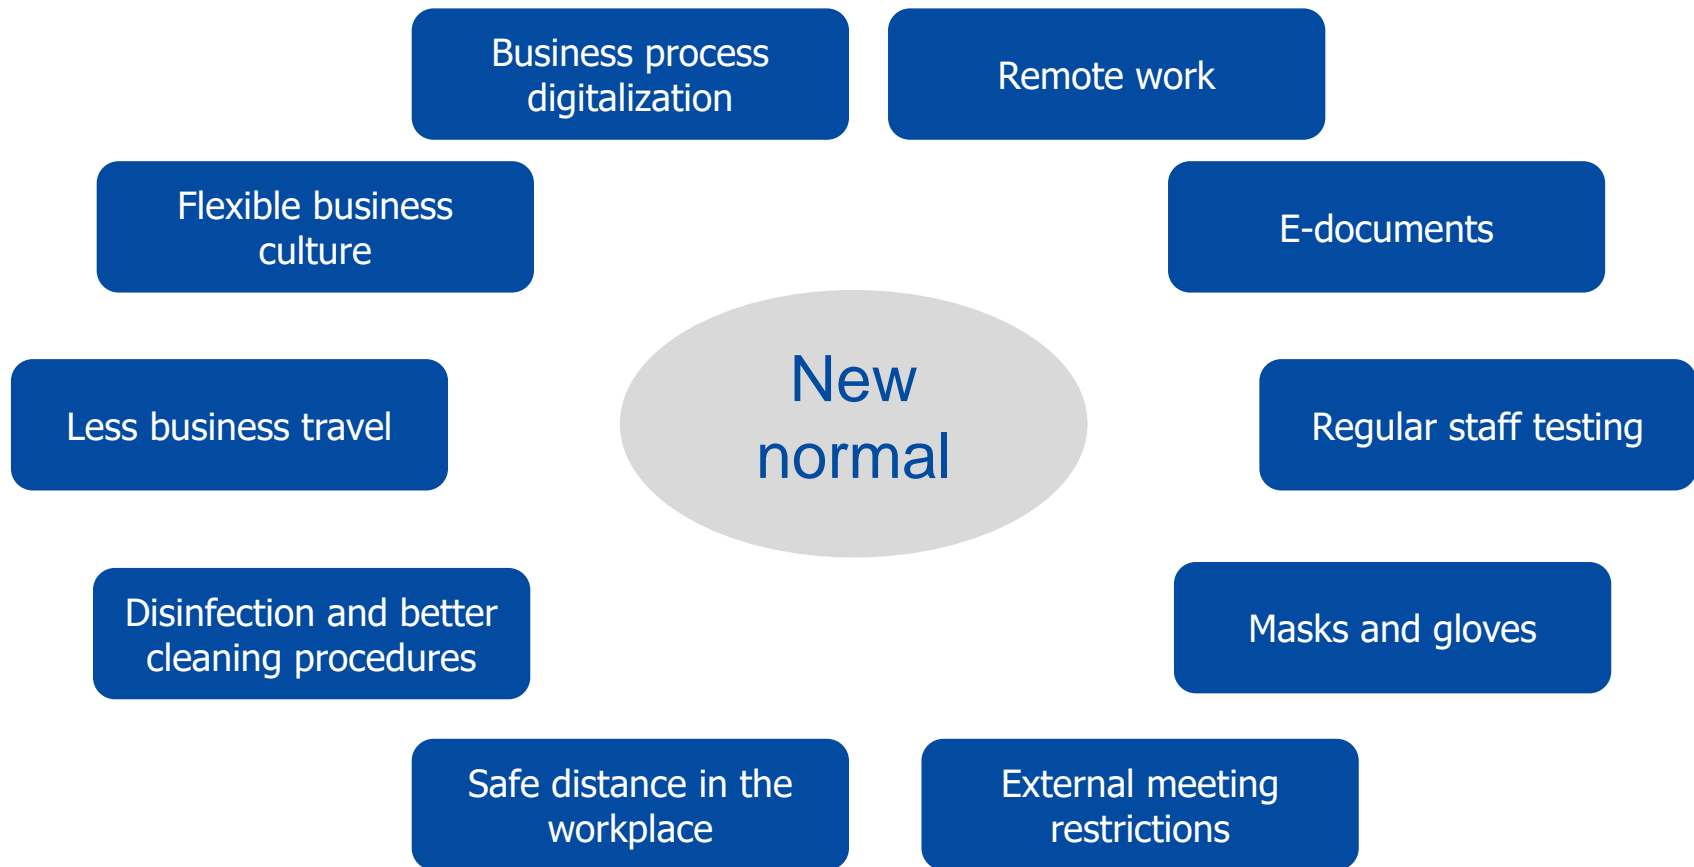 Business process
digitalization
Remote work
Flexible business
culture
E-documents
New
normal
Less business travel
Regular staff testing
Disinfection and better
cleaning procedures
Masks and gloves
Safe distance in the
workplace
External meeting
restrictions